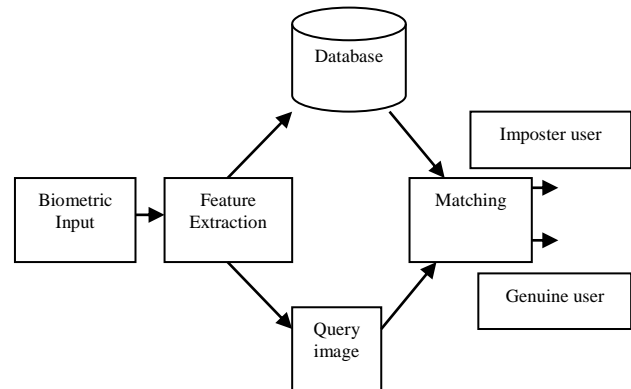 Database
Imposter user
Biometric
Input
Feature
Extraction
Matching
Genuine user
Query
image